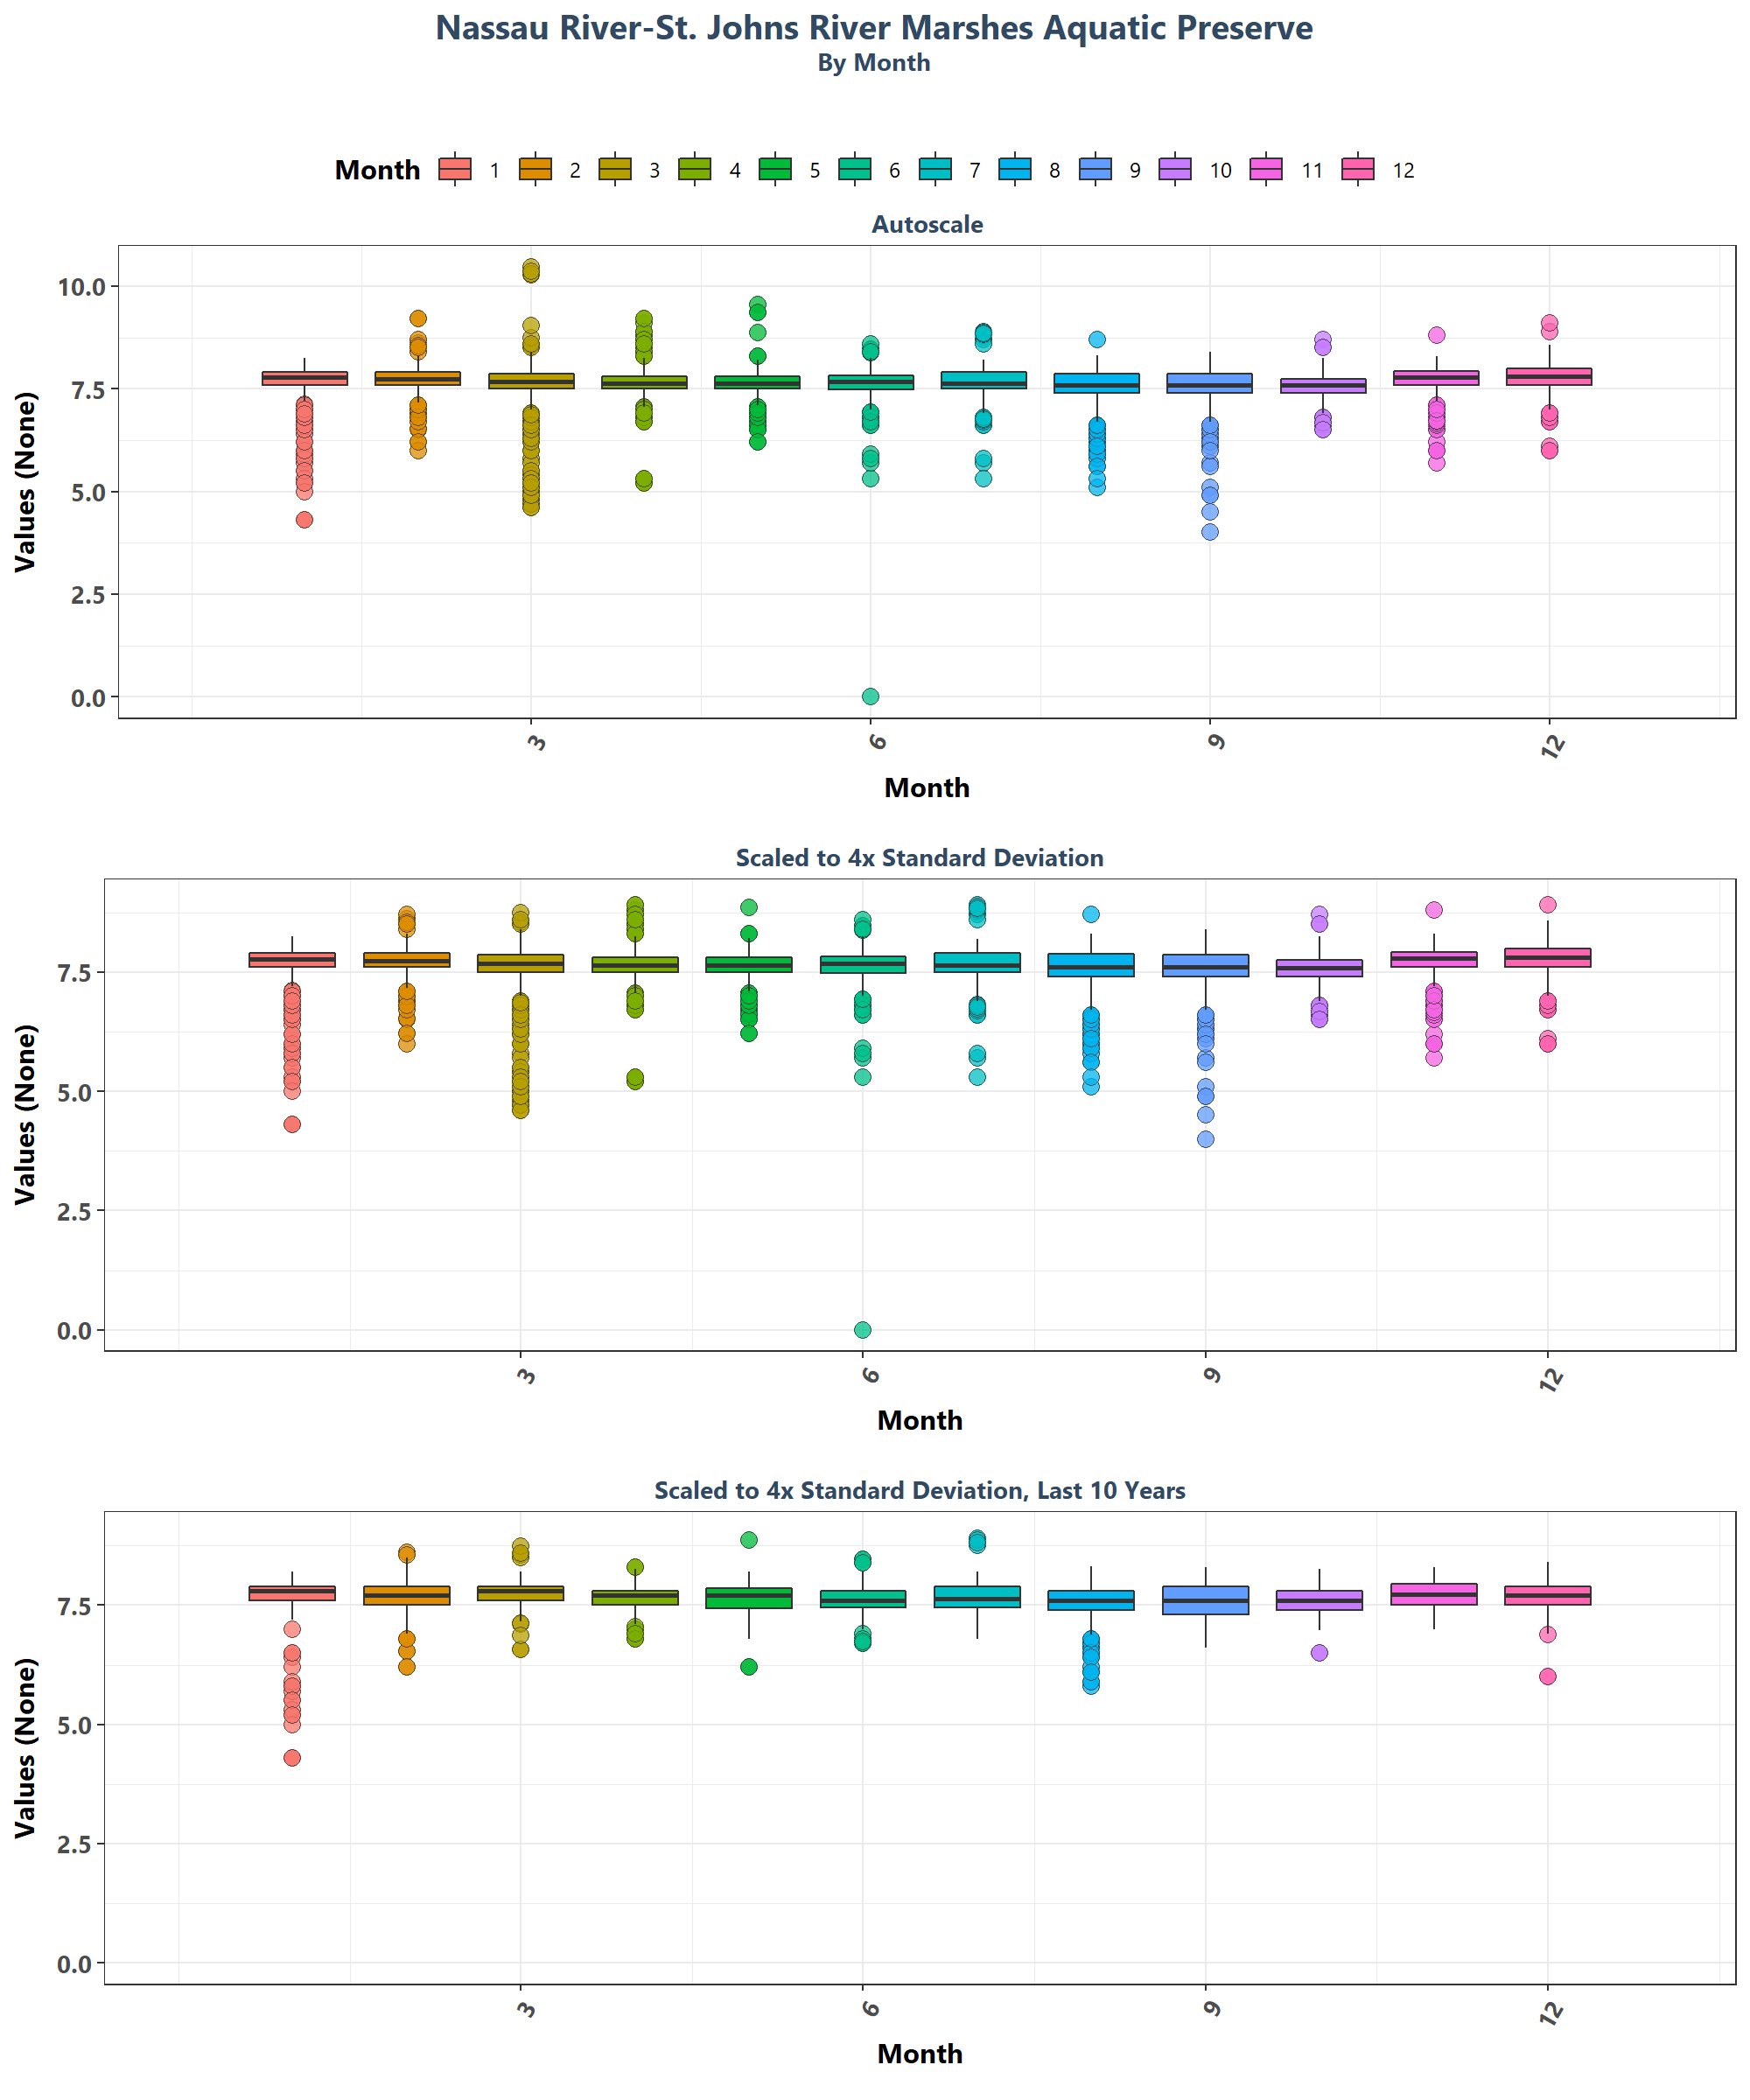 Nassau River-St. Johns River Marshes Aquatic Preserve
By Month
Month 1 2 3 4 5 6 7 8 9 10 11 12
Autoscale
Values (None)
10.0
7.5
5.0
2.5
0.0
3 6 9 12
Month
Scaled to 4x Standard Deviation
Values (None)
7.5
5.0
2.5
0.0
3 6 9 12
Month
Scaled to 4x Standard Deviation, Last 10 Years
Values (None)
7.5
5.0
2.5
0.0
3 6 9 12
Month